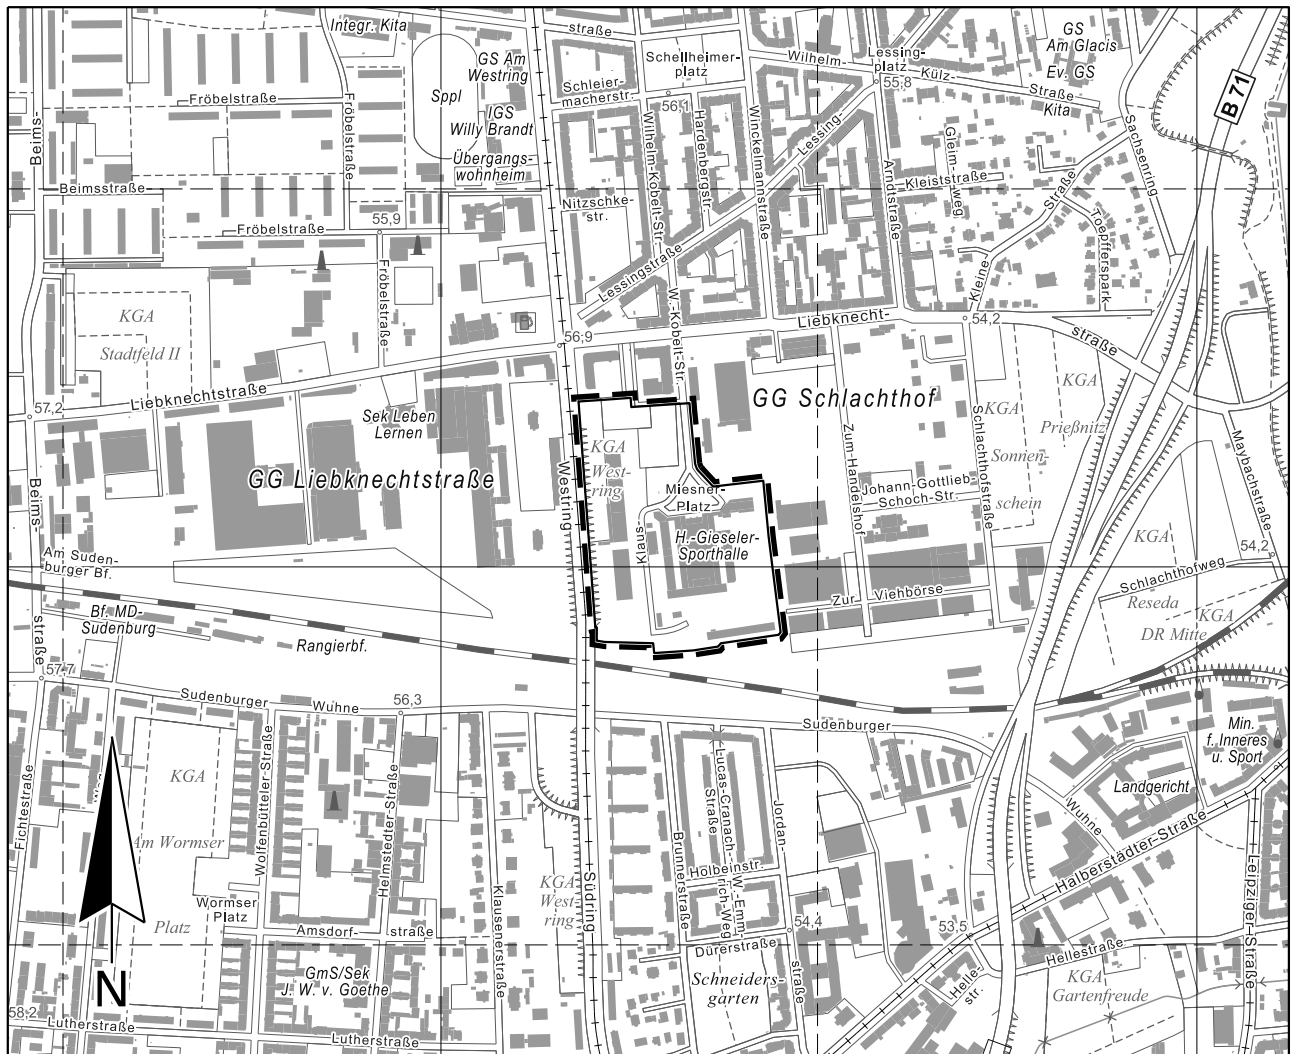 Integr. Kita
straße
Schellheimer-
platz
Wilhelm-
Külz-
Straße
Lessing-
platz
55,8
GS
Am Glacis
Ev. GS
Kita
B 71
GS Am
Westring
Sppl
IGS
Willy Brandt
Übergangs-
wohnheim
Schleier-
macherstr.
56,1
Fröbelstraße
Fröbelstraße
Beims-
Beimsstraße
Wilhelm-Kobelt-Str.
Hardenbergstr.
Winckelmannstraße
Lessing-
Arndtstraße
Gleim-
weg
Kleiststraße
Sachsenring
Straße
Kleine
Toepfferspark-
Nitzschke-
str.
55,9
Fröbelstraße
Fröbelstraße
Lessingstraße
W.-Kobelt-Str.
KGA
Stadtfeld II
Liebknecht-
54,2
straße
56,9
Liebknechtstraße
57,2
Sek Leben
Lernen
GG Schlachthof
KGA
Prießnitz
KGA
Sonnen-
schein
GG Liebknechtstraße
KGA
West-
ring
Westring
Miesner-
Platz
Klaus-
H.-Gieseler-
Sporthalle
Zum-Handelshof
Johann-Gottlieb-
Schoch-Str.
Schlachthofstraße
Maybachstraße
Beims-
straße
Am Suden-
burger Bf.
KGA
54,2
Schlachthofweg
Zur Viehbörse
Reseda
KGA
DR Mitte
Bf. MD-
Sudenburg
Rangierbf.
57,7
Sudenburger
Wuhne
56,3
Sudenburger
Wuhne
Min.
f. Inneres
u. Sport
Landgericht
Halberstädter-Straße
Leipziger-Straße
Fichtestraße
KGA
Am Wormser
Platz
Wolfenbütteler-Straße
Helmstedter-Straße
Wormser
Platz
Amsdorf-
straße
Klausenerstraße
KGA
West-
ring
Südring
Brunnerstraße
Lucas-Cranach-
Straße
Jordan-
straße
Holbeinstr.
W.-Emm-
rich-Weg
Dürerstraße
54,4
53,5
Schneiders-
garten
Helle-
str.
Hellestraße
KGA
Gartenfreude
GmS/Sek
J. W. v. Goethe
N
58,2
Lutherstraße
Lutherstraße